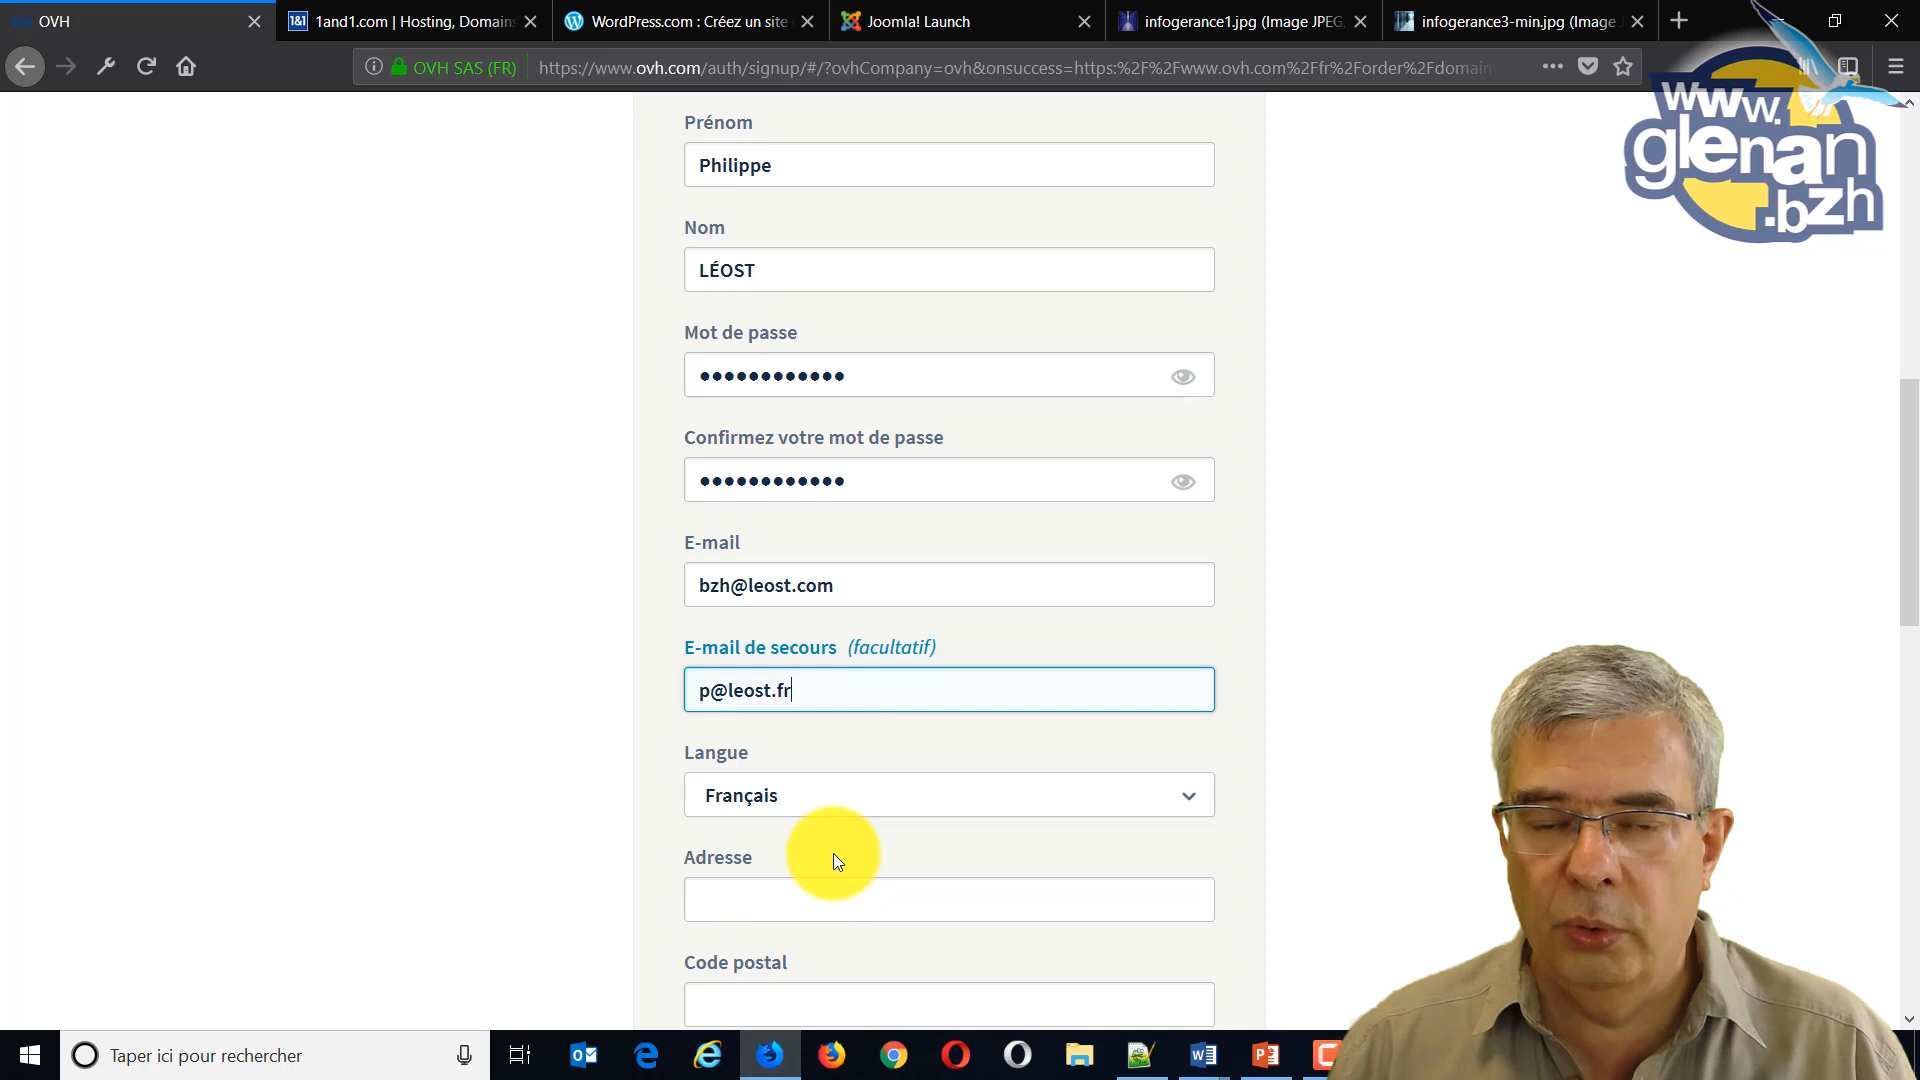 OVH
1&1 1and1.com | Hosting, Domains
WordPress.com : Créez un site
Joomla! Launch
infogerance1.jpg (Image JPEG,
infogerance3-min.jpg (Image J
OVH SAS (FR) https://www.ovh.com/auth/signup/#/?ovhCompany=ovh&onsuccess=https:%2F%2Fwww.ovh.com%2Ffr%2Forder%2Fdomain
www.
glenan
.bzh
Prénom
Philippe
Nom
LÉOST
Mot de passe
••••••••••••
Confirmez votre mot de passe
••••••••••••
E-mail
bzh@leost.com
E-mail de secours (facultatif)
p@leost.fr
Langue
Français
Adresse
Code postal
Taper ici pour rechercher